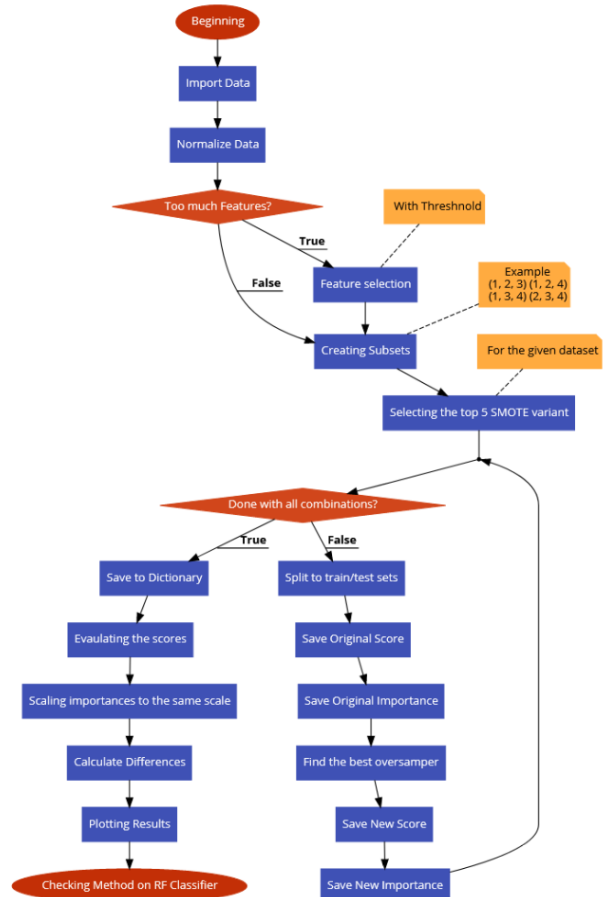 Beginning
Import Data
Normalize Data
Too much Features?
With Threshnold
True
False
Feature selection
Example
(1, 2, 3) (1, 2, 4)
(1, 3, 4) (2, 3, 4)
Creating Subsets
For the given dataset
Selecting the top 5 SMOTE variant
Done with all combinations?
True
False
Save to Dictionary
Split to train/test sets
Evaulating the scores
Save Original Score
Scaling importances to the same scale
Save Original Importance
Calculate Differences
Find the best oversamper
Plotting Results
Save New Score
Checking Method on RF Classifier
Save New Importance